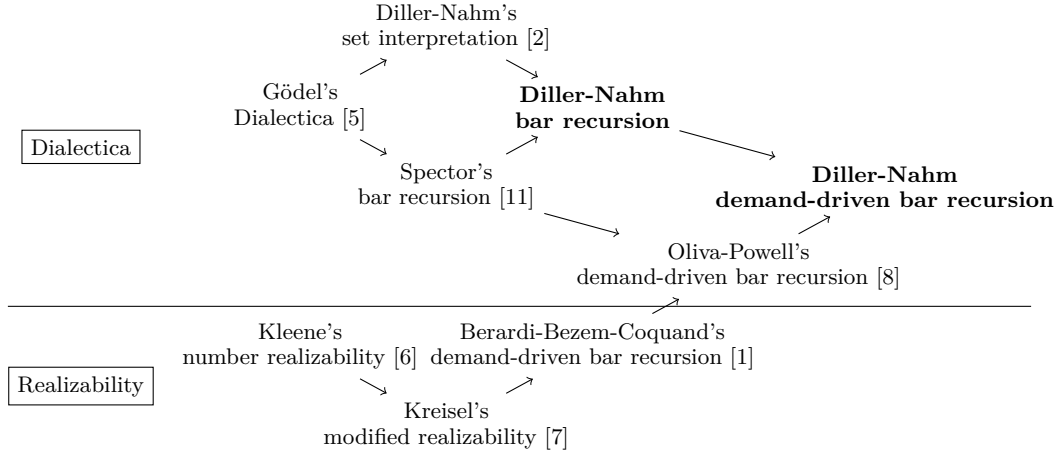 Diller-Nahm's
set interpretation [2]
Gödel's
Dialectica [5]
Diller-Nahm
bar recursion
Dialectica
Spector's
bar recursion [11]
Diller-Nahm
demand-driven bar recursion
Oliva-Powell's
demand-driven bar recursion [8]
Kleene's
number realizability [6]
Berardi-Bezem-Coquand's
demand-driven bar recursion [1]
Realizability
Kreisel's
modified realizability [7]